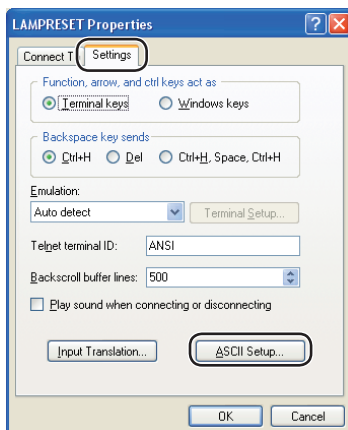 LAMPRESET Properties
Connect T Settings
Function, arrow, and ctrl keys act as
Terminal keys Windows keys
Backspace key sends
Ctrl+H Del Ctrl+H, Space, Ctrl+H
Emulation:
Auto detect Terminal Setup...
Telnet terminal ID: ANSI
Backscroll buffer lines: 500
Play sound when connecting or disconnecting
Input Translation... ASCII Setup...
OK Cancel